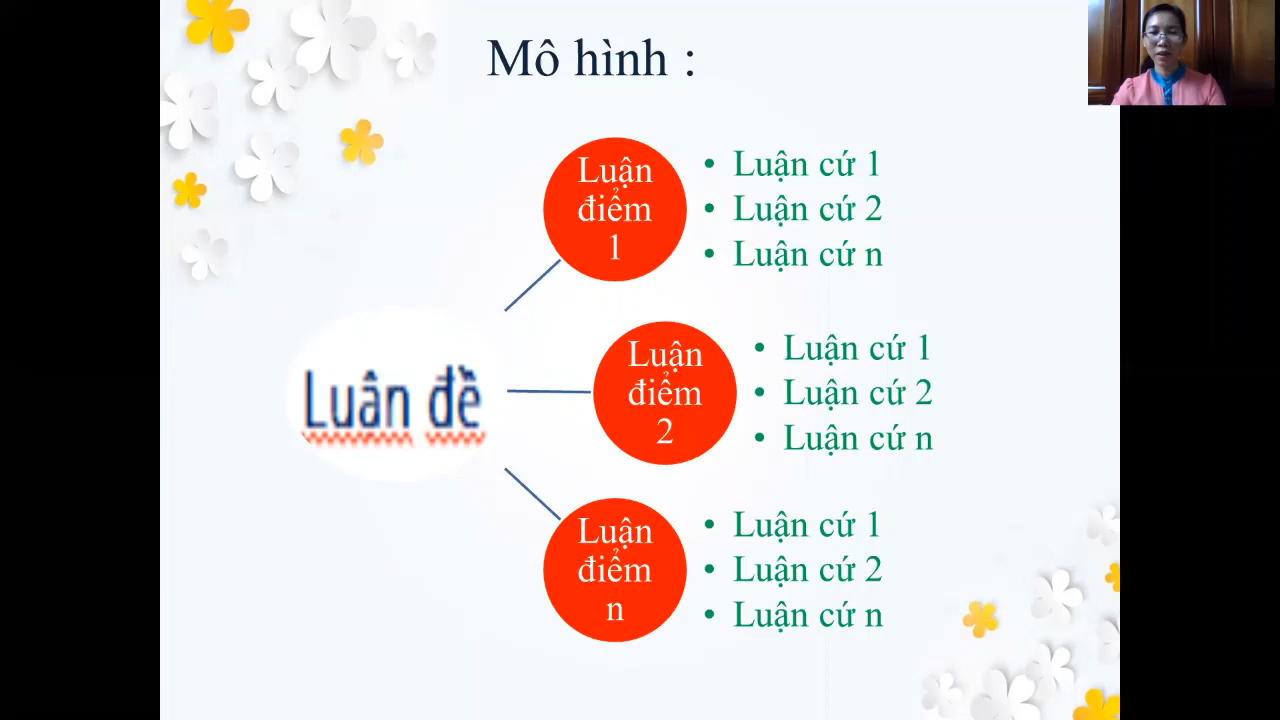 Mô hình :
Luận
điểm
1
• Luận cứ 1
• Luận cứ 2
• Luận cứ n
Luân đề
Luận
điểm
2
• Luận cứ 1
• Luận cứ 2
• Luận cứ n
Luận
điểm
n
• Luận cứ 1
• Luận cứ 2
• Luận cứ n